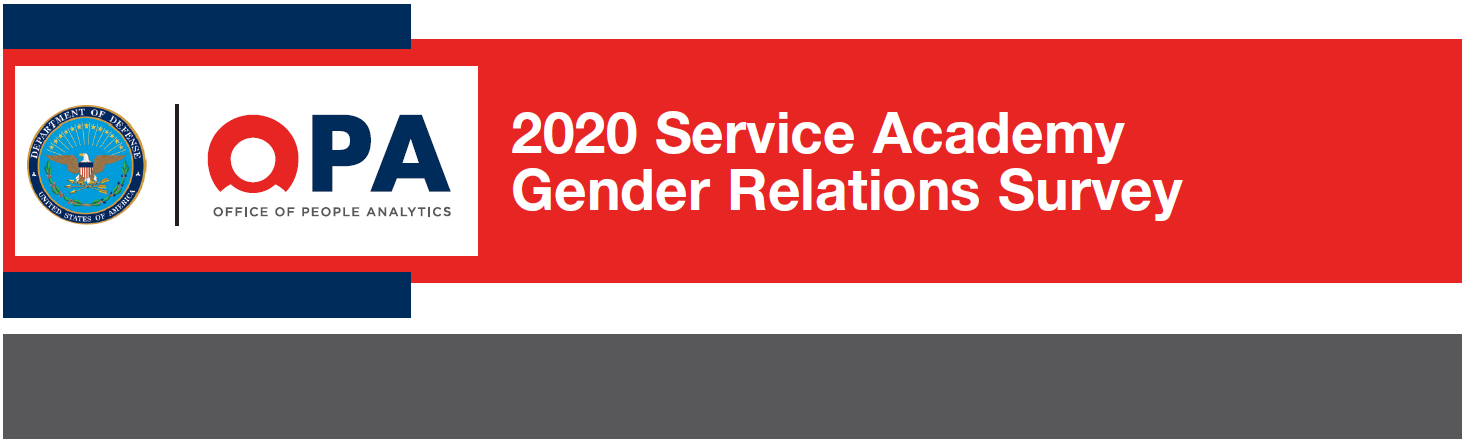 DEPARTMENT OF DEFENSE
UNITED STATES OF AMERICA
OPA
OFFICE OF PEOPLE ANALYTICS
2020 Service Academy
Gender Relations Survey